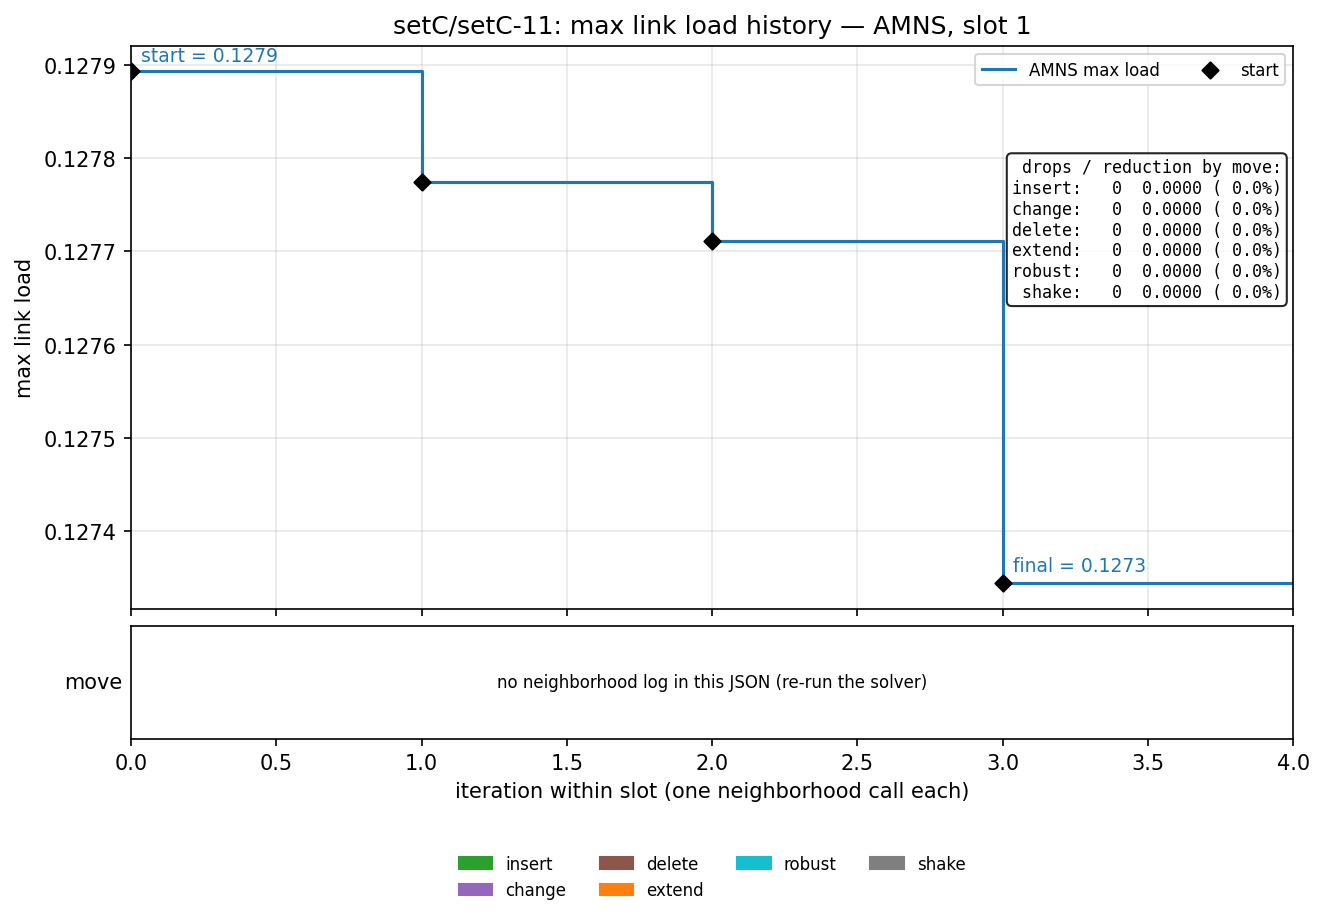 setC/setC-11: max link load history — AMNS, slot 1
start = 0.1279
AMNS max load
start
0.1279
0.1278
0.1277
0.1276
0.1275
0.1274
max link load
drops / reduction by move:
insert:   0  0.0000 ( 0.0%)
change:   0  0.0000 ( 0.0%)
delete:   0  0.0000 ( 0.0%)
extend:   0  0.0000 ( 0.0%)
robust:   0  0.0000 ( 0.0%)
shake:   0  0.0000 ( 0.0%)
final = 0.1273
move
no neighborhood log in this JSON (re-run the solver)
0.0 0.5 1.0 1.5 2.0 2.5 3.0 3.5 4.0
iteration within slot (one neighborhood call each)
insert delete robust shake
change extend